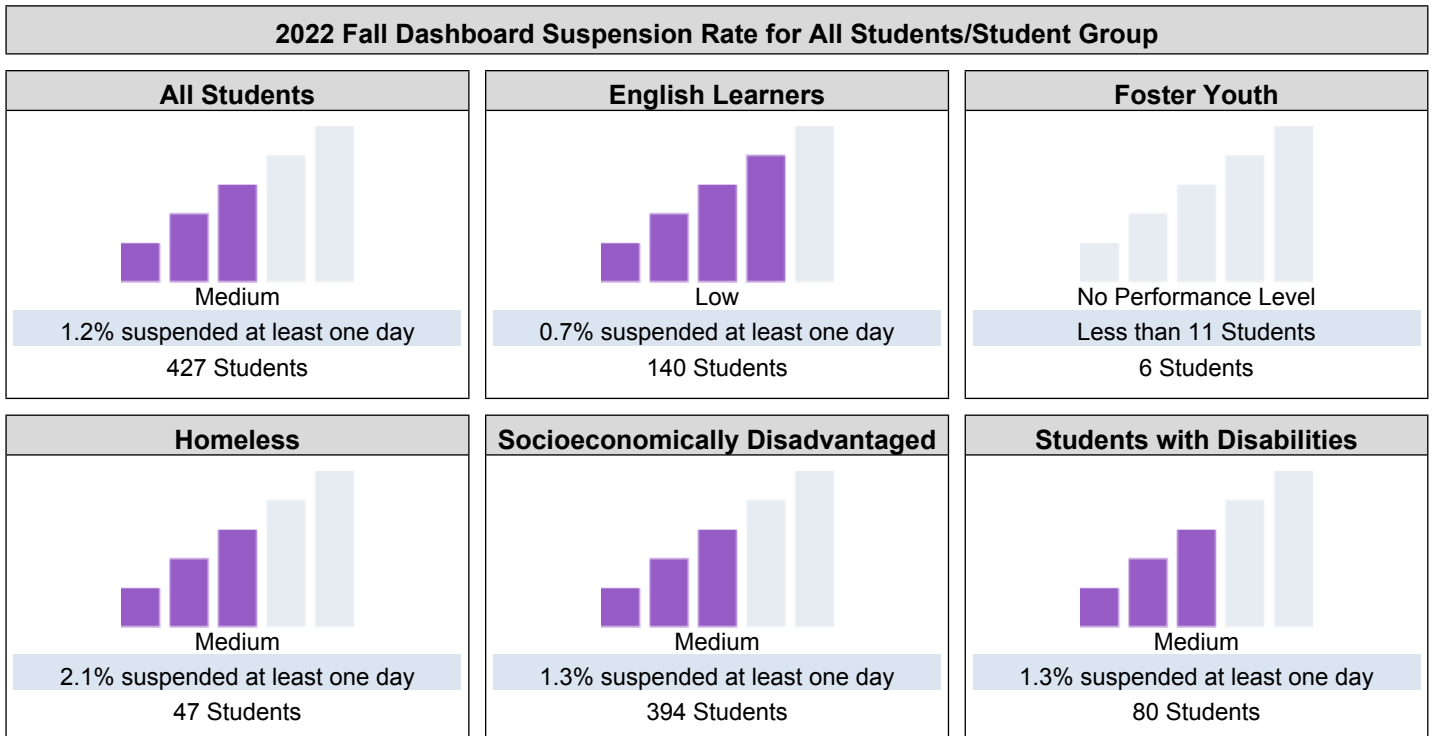 2022 Fall Dashboard Suspension Rate for All Students/Student Group
All Students
Medium
1.2% suspended at least one day
427 Students
English Learners
Low
0.7% suspended at least one day
140 Students
Foster Youth
No Performance Level
Less than 11 Students
6 Students
Homeless
Medium
2.1% suspended at least one day
47 Students
Socioeconomically Disadvantaged
Medium
1.3% suspended at least one day
394 Students
Students with Disabilities
Medium
1.3% suspended at least one day
80 Students